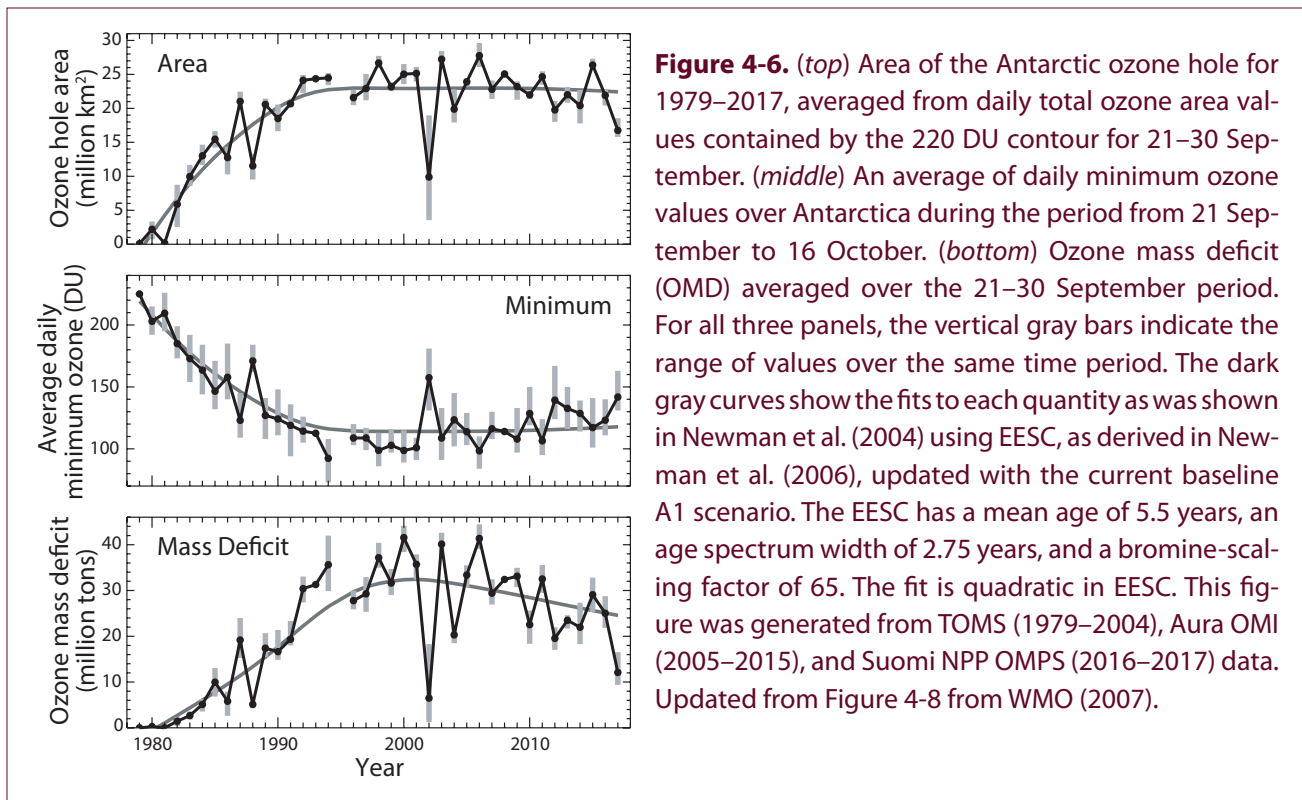 30
25
20
15
10
5
0
Ozone hole area
(million km²)
Area
200
150
100
Average daily
minimum ozone (DU)
Minimum
40
30
20
10
0
Ozone mass deficit
(million tons)
Mass Deficit
1980
1990
2000
2010
Year
Figure 4-6. (top) Area of the Antarctic ozone hole for
1979–2017, averaged from daily total ozone area val-
ues contained by the 220 DU contour for 21–30 Sep-
tember. (middle) An average of daily minimum ozone
values over Antarctica during the period from 21 Sep-
tember to 16 October. (bottom) Ozone mass deficit
(OMD) averaged over the 21–30 September period.
For all three panels, the vertical gray bars indicate the
range of values over the same time period. The dark
gray curves show the fits to each quantity as was shown
in Newman et al. (2004) using EESC, as derived in New-
man et al. (2006), updated with the current baseline
A1 scenario. The EESC has a mean age of 5.5 years, an
age spectrum width of 2.75 years, and a bromine-scal-
ing factor of 65. The fit is quadratic in EESC. This fig-
ure was generated from TOMS (1979–2004), Aura OMI
(2005–2015), and Suomi NPP OMPS (2016–2017) data.
Updated from Figure 4-8 from WMO (2007).